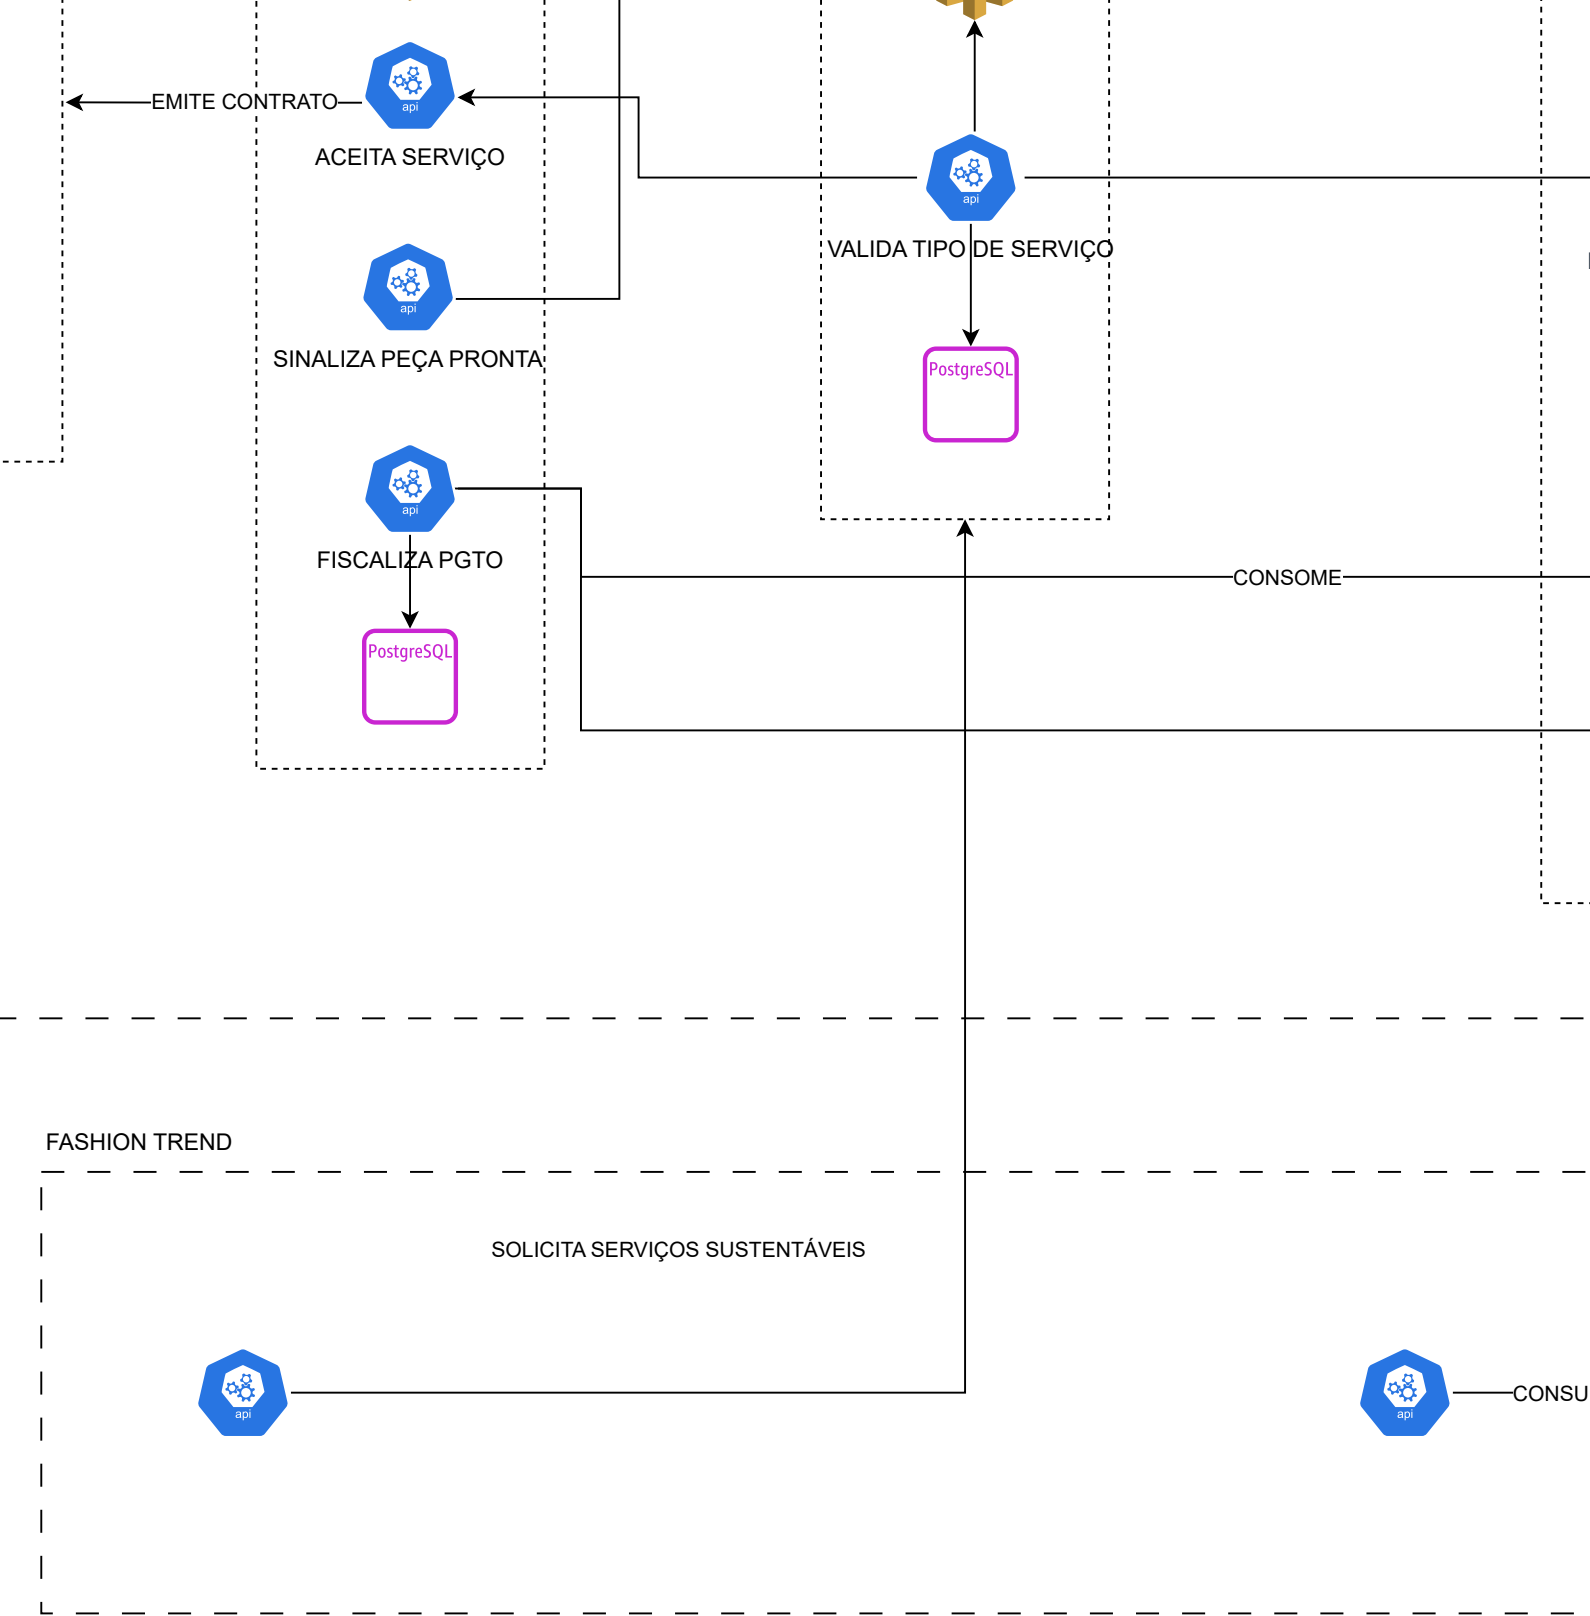 EMITE CONTRATO
api
ACEITA SERVIÇO
api
VALIDA TIPO DE SERVIÇO
api
SINALIZA PEÇA PRONTA
PostgreSQL
api
FISCALIZA PGTO
CONSOME
PostgreSQL
FASHION TREND
SOLICITA SERVIÇOS SUSTENTÁVEIS
api
api
CONSU